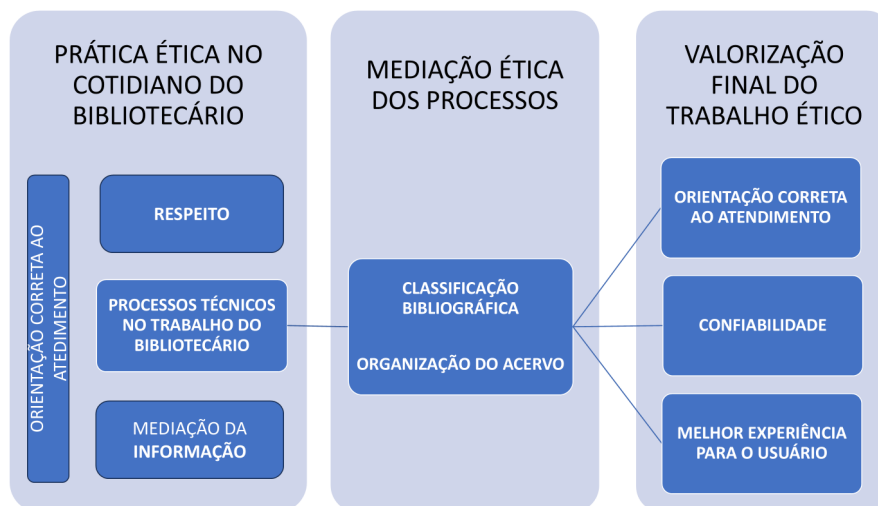 PRÁTICA ÉTICA NO
COTIDIANO DO
BIBLIOTECÁRIO
ORIENTAÇÃO CORRETA AO
ATEDIMENTO
RESPEITO
PROCESSOS TÉCNICOS
NO TRABALHO DO
BIBLIOTECÁRIO
MEDIAÇÃO DA
INFORMAÇÃO
MEDIAÇÃO ÉTICA
DOS PROCESSOS
CLASSIFICAÇÃO
BIBLIOGRÁFICA
ORGANIZAÇÃO DO ACERVO
VALORIZAÇÃO
FINAL DO
TRABALHO ÉTICO
ORIENTAÇÃO CORRETA
AO ATENDIMENTO
CONFIABILIDADE
MELHOR EXPERIÊNCIA
PARA O USUÁRIO